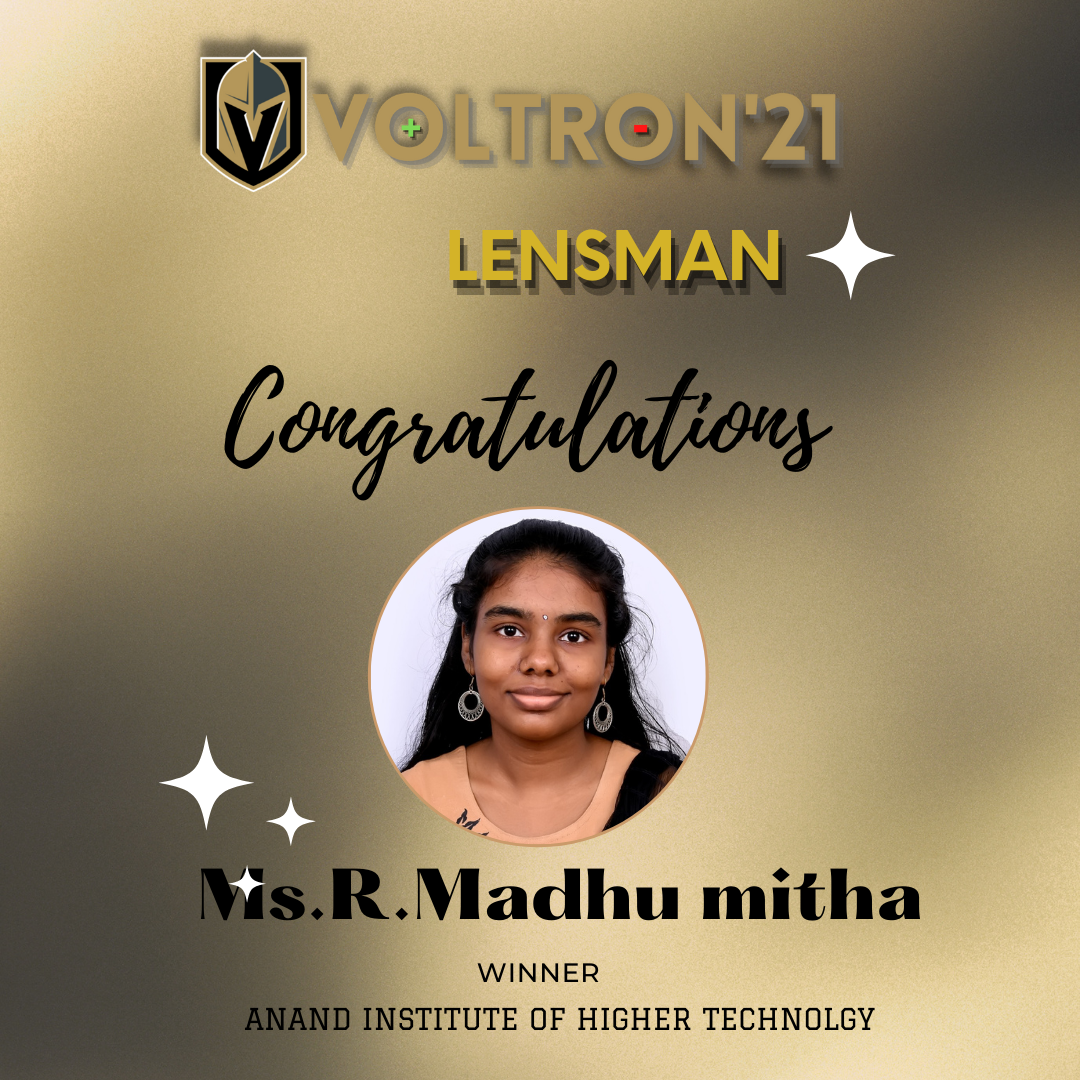 VOLTRON'21
LENSMAN
Congratulations
Ms.R.Madhu mitha
WINNER
ANAND INSTITUTE OF HIGHER TECHNOLGY